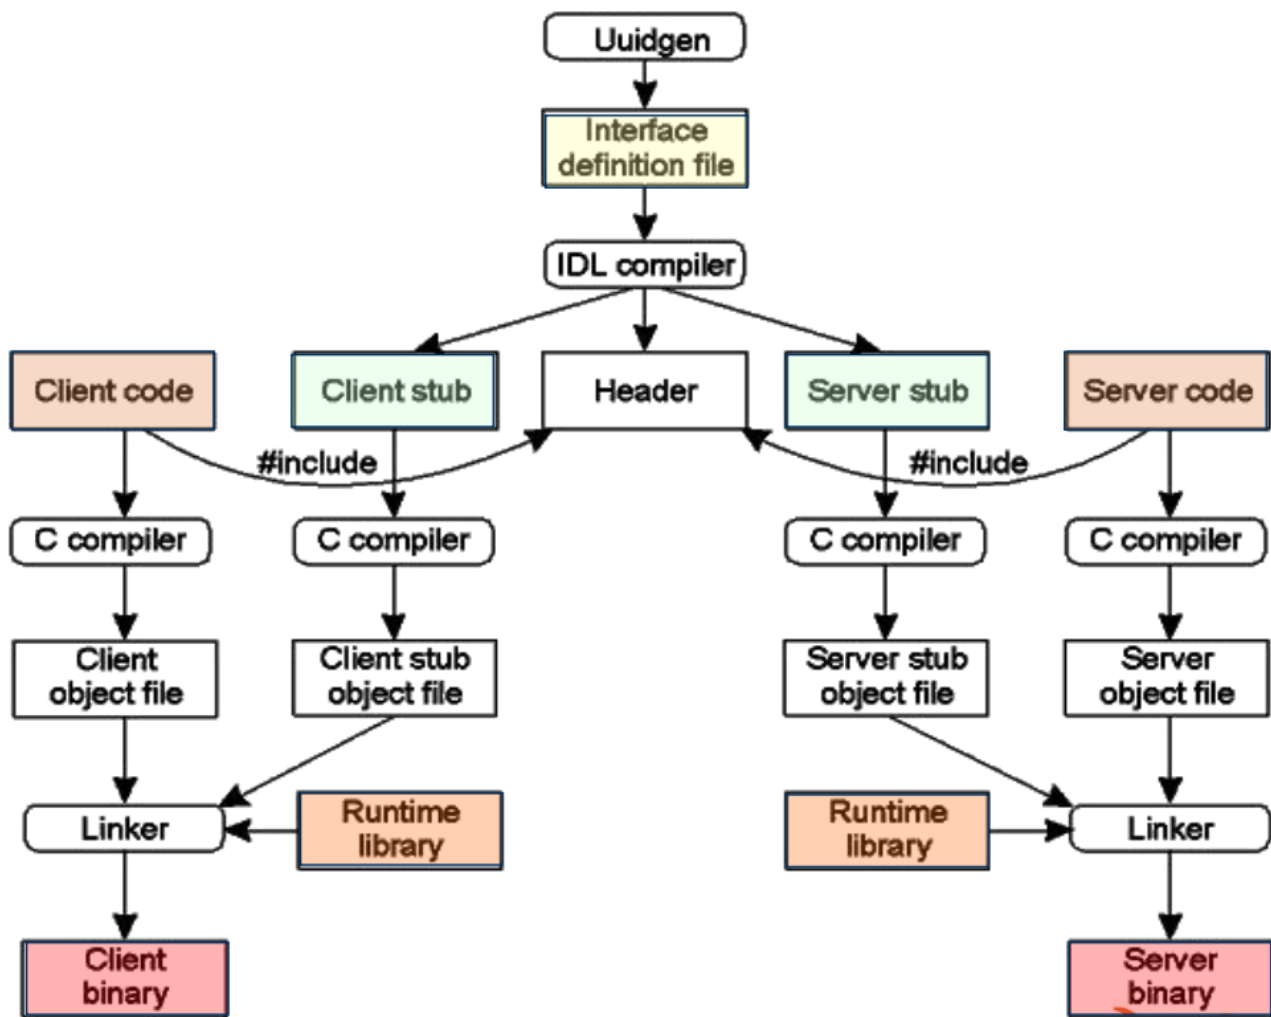 Uuidgen
Interface
definition file
IDL compiler
Client code
Client stub
Header
Server stub
Server code
#include
#include
C compiler
C compiler
C compiler
C compiler
Client
object file
Client stub
object file
Server stub
object file
Server
object file
Linker
Runtime
library
Runtime
library
Linker
Client
binary
Server
binary